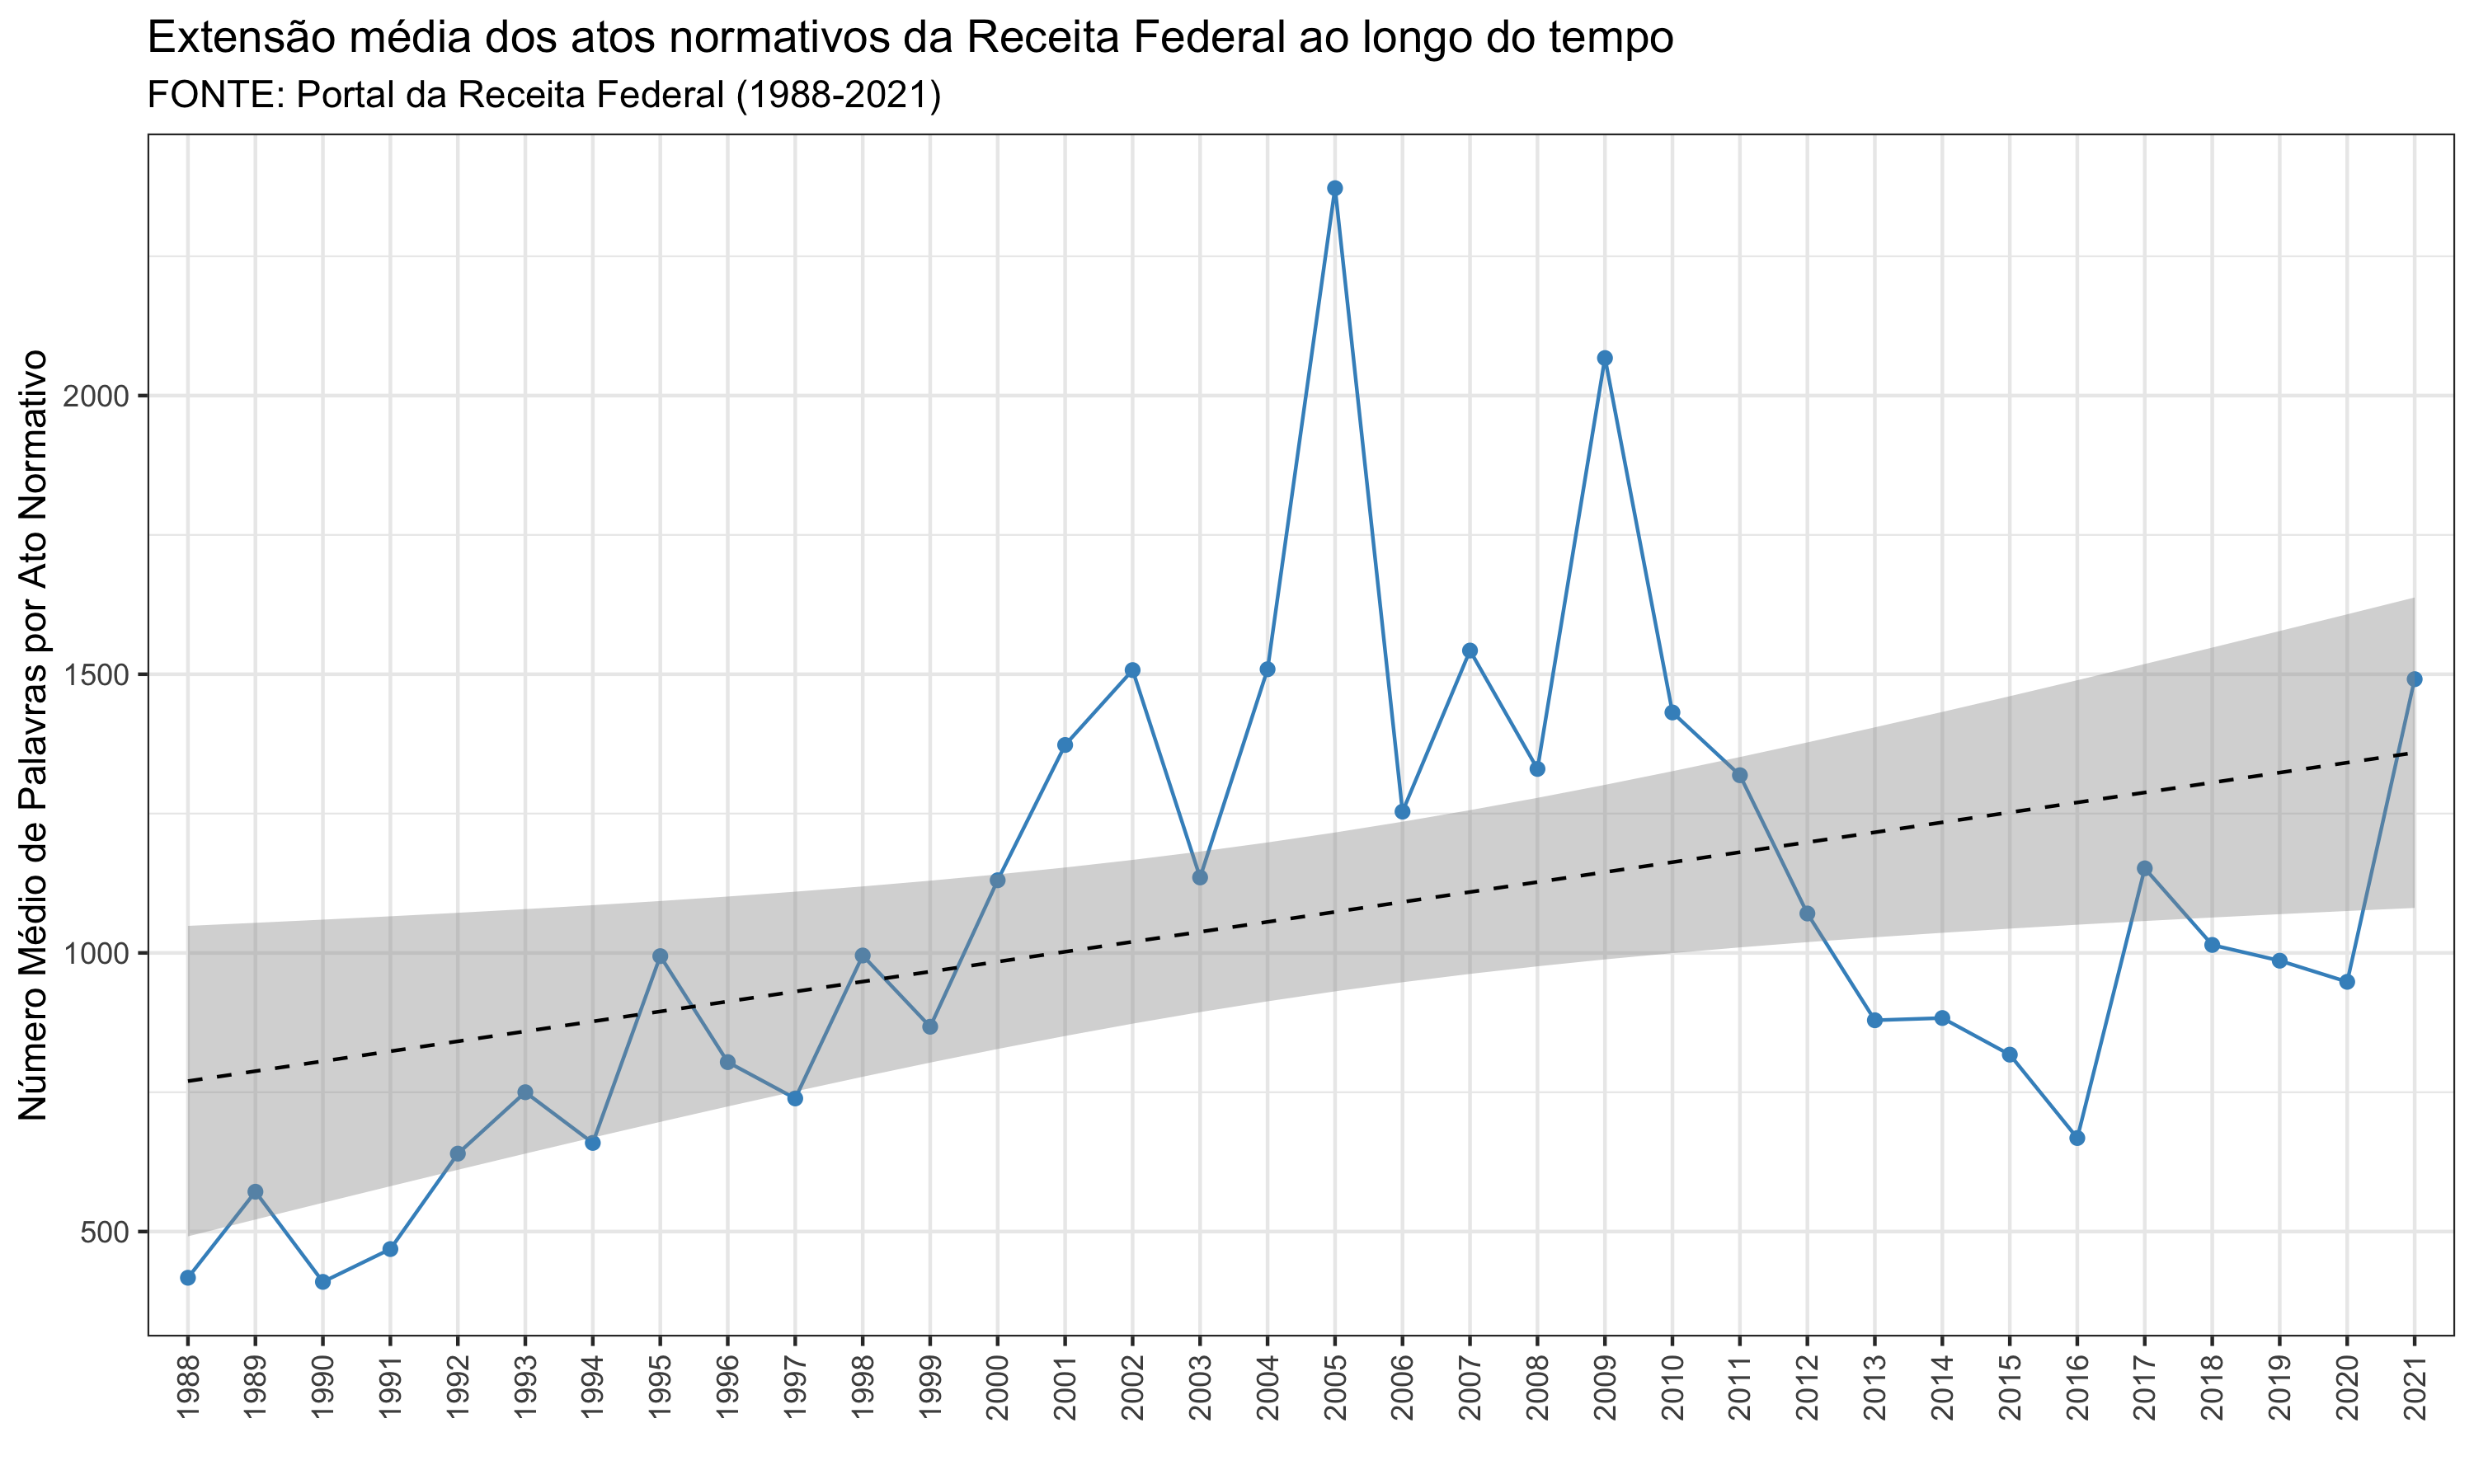 Extensão média dos atos normativos da Receita Federal ao longo do tempo
FONTE: Portal da Receita Federal (1988-2021)
Número Médio de Palavras por Ato Normativo
2000
1500
1000
500
1988 1989 1990 1991 1992 1993 1994 1995 1996 1997 1998 1999 2000 2001 2002 2003 2004 2005 2006 2007 2008 2009 2010 2011 2012 2013 2014 2015 2016 2017 2018 2019 2020 2021